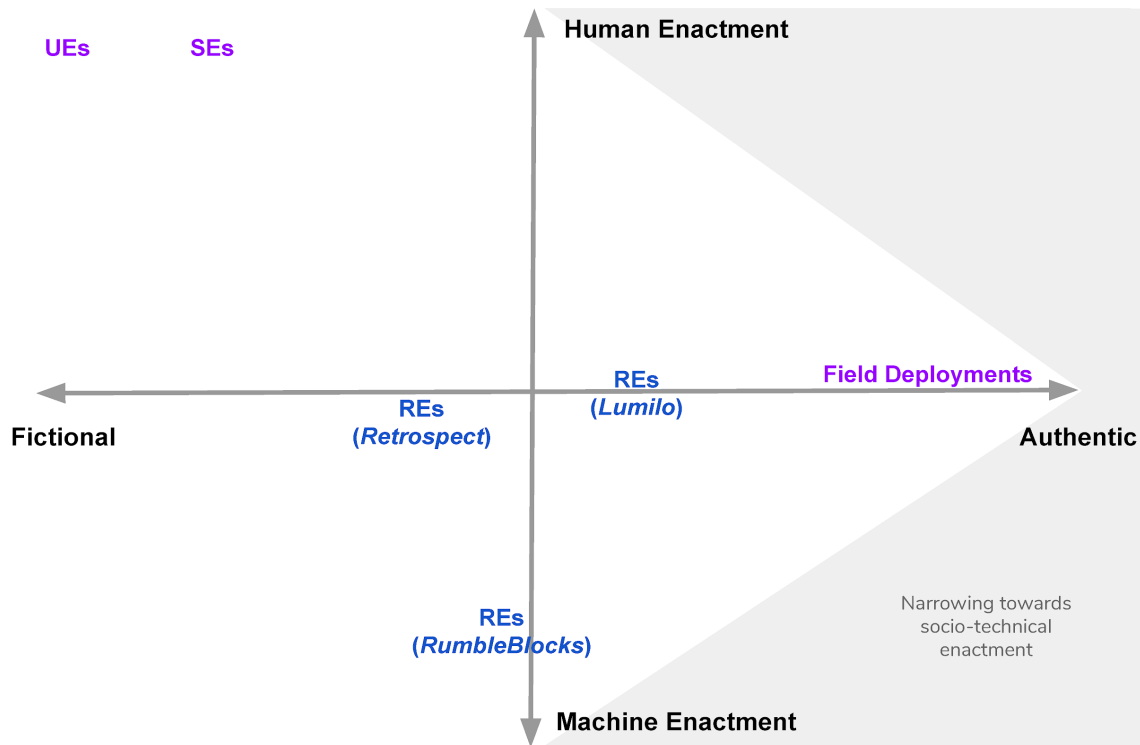 Human Enactment
UEs
SEs
REs
(Lumilo)
Field Deployments
REs
(Retrospect)
Fictional
Authentic
REs
(RumbleBlocks)
Narrowing towards
socio-technical
enactment
Machine Enactment